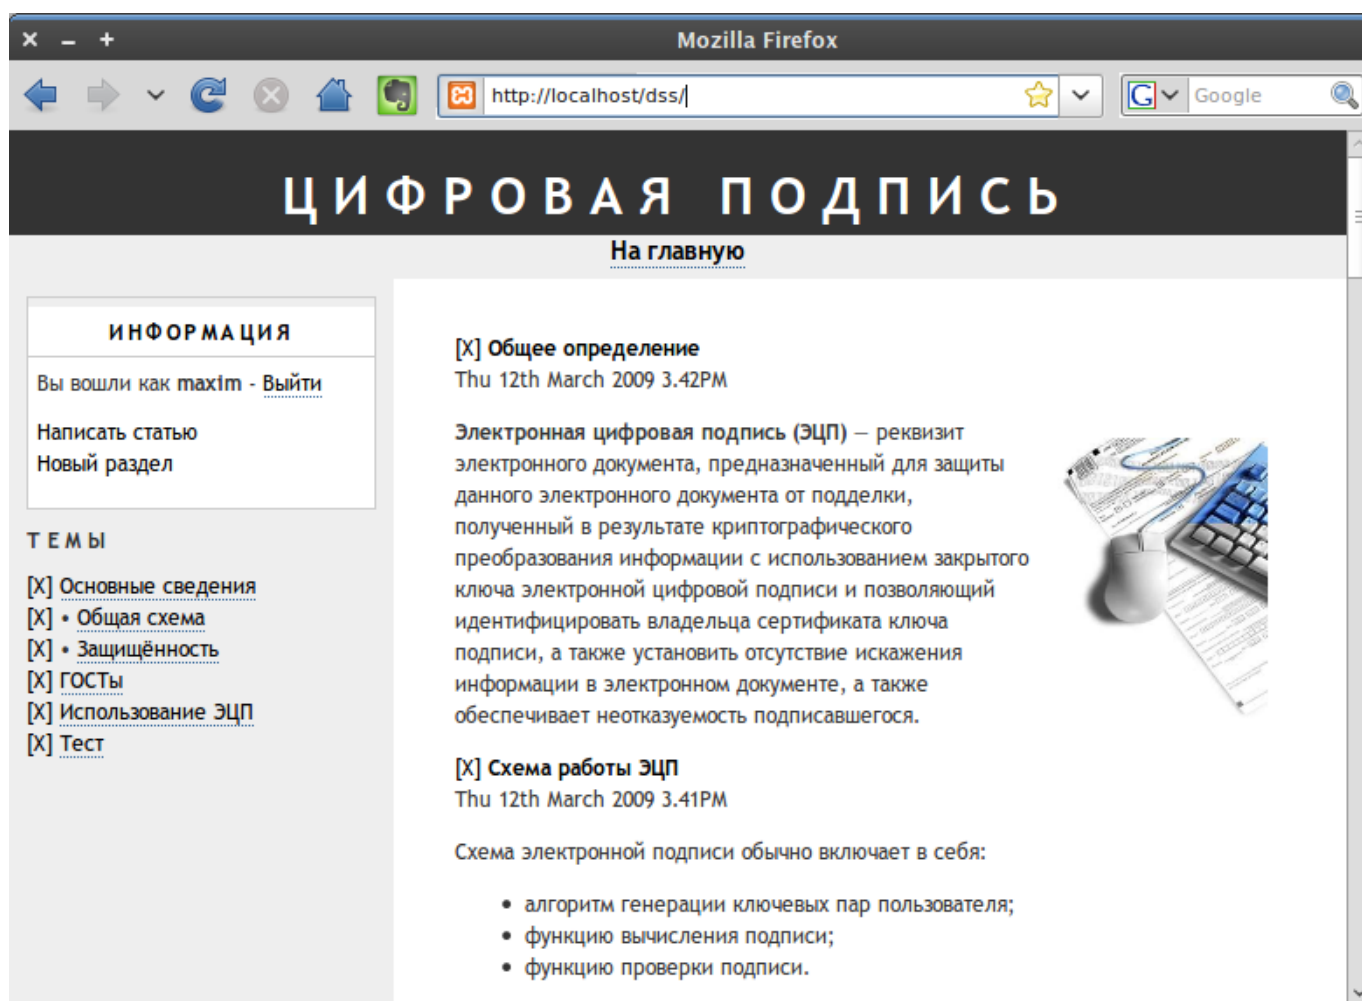 Mozilla Firefox
http://localhost/dss/
Google
ЦИФРОВАЯ ПОДПИСЬ
На главную
ИНФОРМАЦИЯ
Вы вошли как maxim - Выйти
Написать статью
Новый раздел
ТЕМЫ
[X] Основные сведения
[X] • Общая схема
[X] • Защищённость
[X] ГОСТы
[X] Использование ЭЦП
[X] Тест
[X] Общее определение
Thu 12th March 2009 3.42PM
Электронная цифровая подпись (ЭЦП) — реквизит
электронного документа, предназначенный для защиты
данного электронного документа от подделки,
полученный в результате криптографического
преобразования информации с использованием закрытого
ключа электронной цифровой подписи и позволяющий
идентифицировать владельца сертификата ключа
подписи, а также установить отсутствие искажения
информации в электронном документе, а также
обеспечивает неотказуемость подписавшегося.
[X] Схема работы ЭЦП
Thu 12th March 2009 3.41PM
Схема электронной подписи обычно включает в себя:
• алгоритм генерации ключевых пар пользователя;
• функцию вычисления подписи;
• функцию проверки подписи.